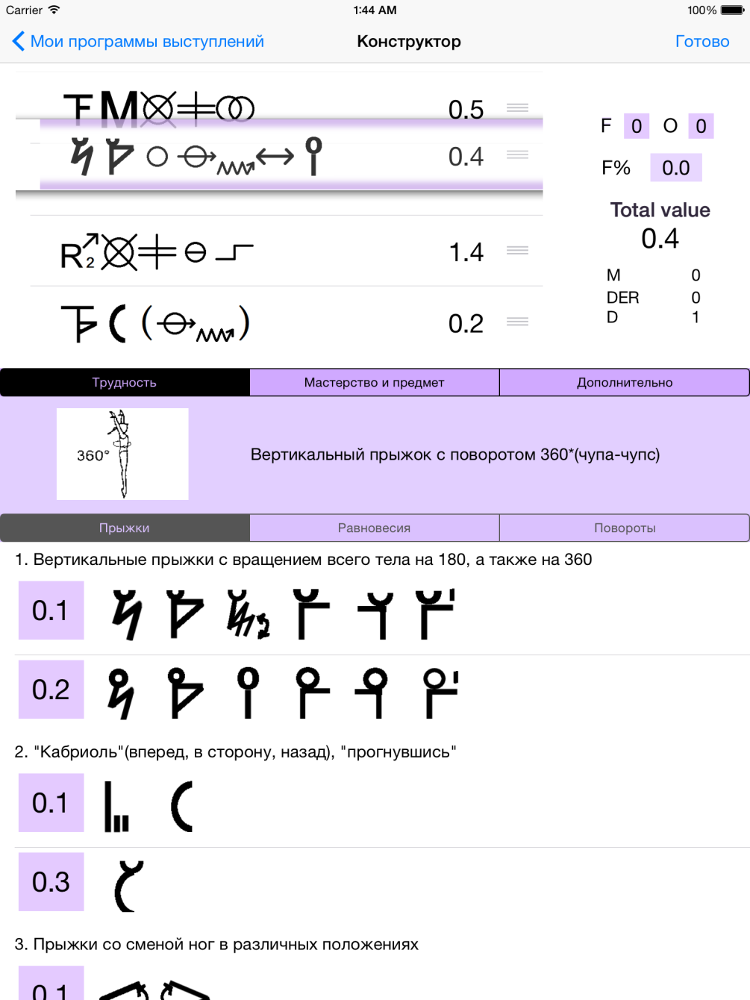 Carrier 1:44 AM 100%
Мои программы выступлений Конструктор Готово
0.5
0.4
R2 1.4
0.2
F 0 O 0
F% 0.0
Total value
0.4
M 0
DER 0
D 1
Трудность Мастерство и предмет Дополнительно
360° Вертикальный прыжок с поворотом 360*(чупа-чупс)
Прыжки Равновесия Повороты
1. Вертикальные прыжки с вращением всего тела на 180, а также на 360
0.1
0.2
2. "Кабриоль"(вперед, в сторону, назад), "прогнувшись"
0.1
0.3
3. Прыжки со сменой ног в различных положениях
0.1